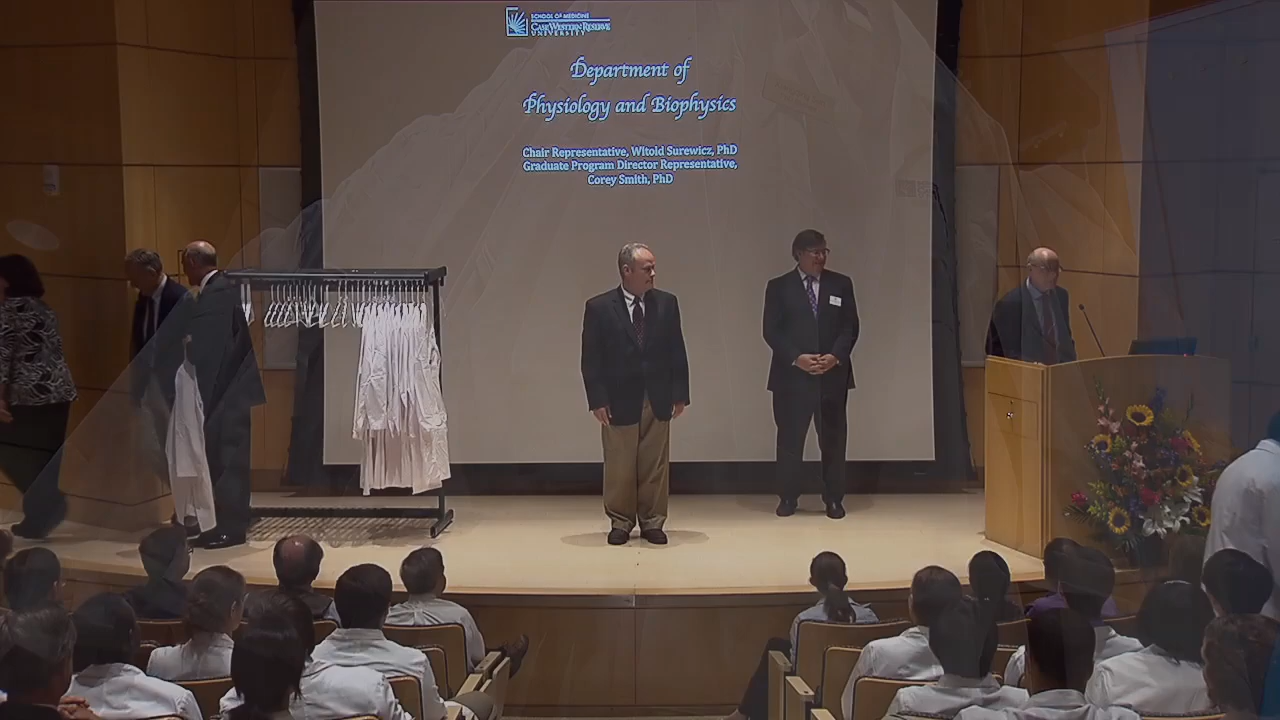 SCHOOL OF MEDICINE
CASE WESTERN RESERVE
UNIVERSITY
Department of
Physiology and Biophysics
Chair Representative, Witold Surewicz, PhD
Graduate Program Director Representative,
Corey Smith, PhD